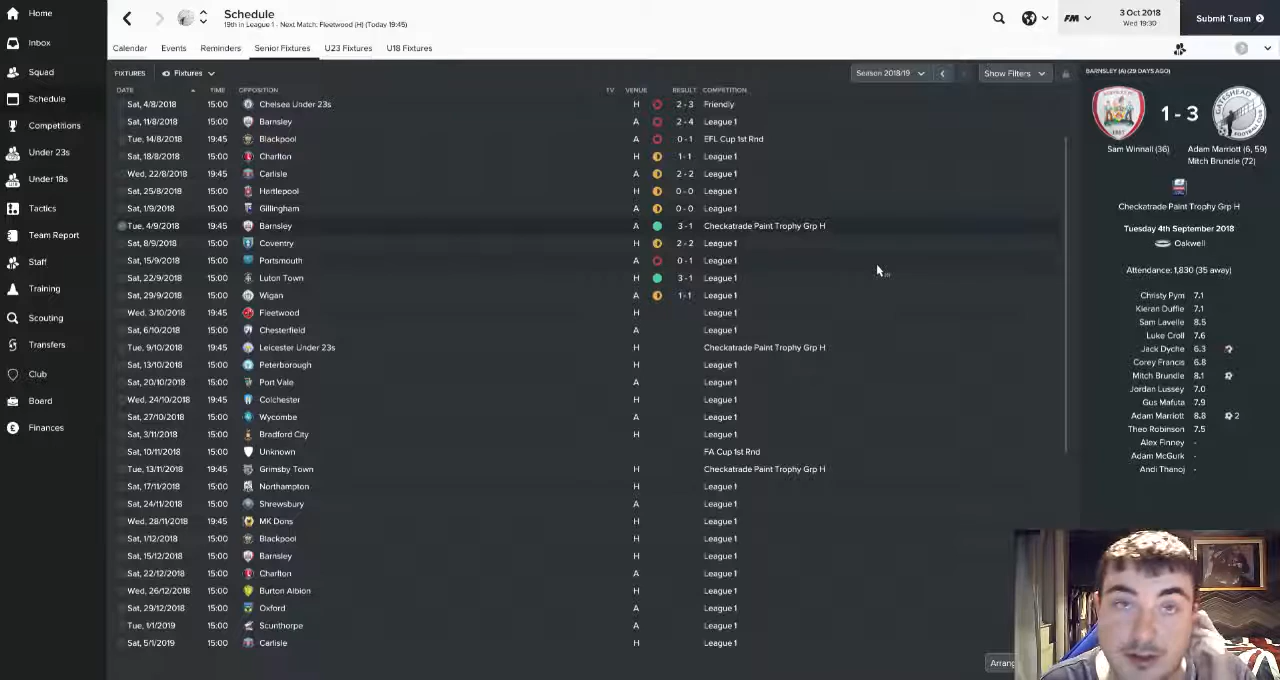 Home
Inbox
Squad
Schedule
Competitions
Under 23s
Under 18s
Tactics
Team Report
Staff
Training
Scouting
Transfers
Club
Board
Finances
Schedule
19th in League 1 - Next Match: Fleetwood (H) (Today 19:45)
FM
3 Oct 2018
Wed 19:30
Submit Team
Calendar Events Reminders Senior Fixtures U23 Fixtures U18 Fixtures
FIXTURES Fixtures Season 2018/19 Show Filters
DATE TIME OPPOSITION TV VENUE RESULT COMPETITION
Sat, 4/8/2018 15:00 Chelsea Under 23s H 2 - 3 Friendly
Sat, 11/8/2018 15:00 Barnsley A 2 - 4 League 1
Tue, 14/8/2018 19:45 Blackpool A 0 - 1 EFL Cup 1st Rnd
Sat, 18/8/2018 15:00 Charlton H 1 - 1 League 1
Wed, 22/8/2018 19:45 Carlisle A 2 - 2 League 1
Sat, 25/8/2018 15:00 Hartlepool H 0 - 0 League 1
Sat, 1/9/2018 15:00 Gillingham A 0 - 0 League 1
Tue, 4/9/2018 19:45 Barnsley A 3 - 1 Checkatrade Paint Trophy Grp H
Sat, 8/9/2018 15:00 Coventry H 2 - 2 League 1
Sat, 15/9/2018 15:00 Portsmouth A 0 - 1 League 1
Sat, 22/9/2018 15:00 Luton Town H 3 - 1 League 1
Sat, 29/9/2018 15:00 Wigan A 1 - 1 League 1
Wed, 3/10/2018 19:45 Fleetwood H League 1
Sat, 6/10/2018 15:00 Chesterfield A League 1
Tue, 9/10/2018 19:45 Leicester Under 23s H Checkatrade Paint Trophy Grp H
Sat, 13/10/2018 15:00 Peterborough H League 1
Sat, 20/10/2018 15:00 Port Vale A League 1
Wed, 24/10/2018 19:45 Colchester H League 1
Sat, 27/10/2018 15:00 Wycombe A League 1
Sat, 3/11/2018 15:00 Bradford City H League 1
Sat, 10/11/2018 15:00 Unknown FA Cup 1st Rnd
Tue, 13/11/2018 19:45 Grimsby Town H Checkatrade Paint Trophy Grp H
Sat, 17/11/2018 15:00 Northampton H League 1
Sat, 24/11/2018 15:00 Shrewsbury A League 1
Wed, 28/11/2018 19:45 MK Dons H League 1
Sat, 1/12/2018 15:00 Blackpool H League 1
Sat, 15/12/2018 15:00 Barnsley H League 1
Sat, 22/12/2018 15:00 Charlton A League 1
Wed, 26/12/2018 15:00 Burton Albion H League 1
Sat, 29/12/2018 15:00 Oxford A League 1
Tue, 1/1/2019 15:00 Scunthorpe A League 1
Sat, 5/1/2019 15:00 Carlisle H League 1
Arrang
BARNSLEY (A) (29 DAYS AGO)
1 - 3
Sam Winnall (36) Adam Marriott (6, 59)
Mitch Brundle (72)
Checkatrade Paint Trophy Grp H
Tuesday 4th September 2018
Oakwell
Attendance: 1,830 (35 away)
Christy Pym 7.1
Kieran Duffie 7.1
Sam Lavelle 8.5
Luke Croll 7.6
Jack Dyche 6.3
Corey Francis 6.8
Mitch Brundle 8.1
Jordan Lussey 7.0
Gus Mafuta 7.9
Adam Marriott 8.8 2
Theo Robinson 7.5
Alex Finney -
Adam McGurk -
Andi Thanoj -